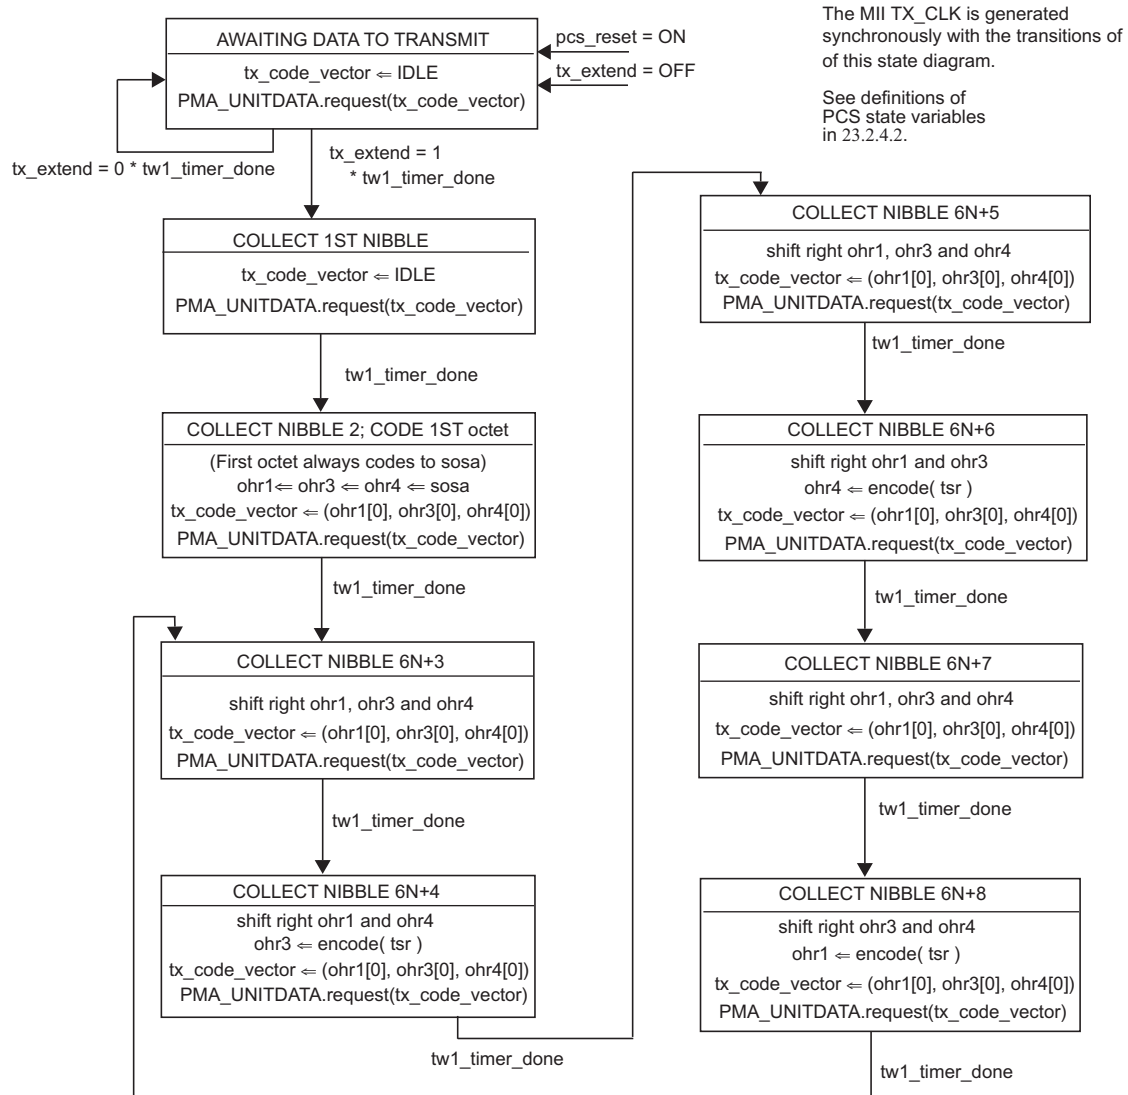 AWAITING DATA TO TRANSMIT
tx_code_vector ⇐ IDLE
PMA_UNITDATA.request(tx_code_vector)
pcs_reset = ON
tx_extend = OFF
The MII TX_CLK is generated
synchronously with the transitions of
of this state diagram.
See definitions of
PCS state variables
in 23.2.4.2.
tx_extend = 0 * tw1_timer_done
tx_extend = 1
* tw1_timer_done
COLLECT 1ST NIBBLE
tx_code_vector ⇐ IDLE
PMA_UNITDATA.request(tx_code_vector)
tw1_timer_done
COLLECT NIBBLE 2; CODE 1ST octet
(First octet always codes to sosa)
ohr1⇐ ohr3 ⇐ ohr4 ⇐ sosa
tx_code_vector ⇐ (ohr1[0], ohr3[0], ohr4[0])
PMA_UNITDATA.request(tx_code_vector)
tw1_timer_done
COLLECT NIBBLE 6N+3
shift right ohr1, ohr3 and ohr4
tx_code_vector ⇐ (ohr1[0], ohr3[0], ohr4[0])
PMA_UNITDATA.request(tx_code_vector)
tw1_timer_done
COLLECT NIBBLE 6N+4
shift right ohr1 and ohr4
ohr3 ⇐ encode( tsr )
tx_code_vector ⇐ (ohr1[0], ohr3[0], ohr4[0])
PMA_UNITDATA.request(tx_code_vector)
tw1_timer_done
COLLECT NIBBLE 6N+5
shift right ohr1, ohr3 and ohr4
tx_code_vector ⇐ (ohr1[0], ohr3[0], ohr4[0])
PMA_UNITDATA.request(tx_code_vector)
tw1_timer_done
COLLECT NIBBLE 6N+6
shift right ohr1 and ohr3
ohr4 ⇐ encode( tsr )
tx_code_vector ⇐ (ohr1[0], ohr3[0], ohr4[0])
PMA_UNITDATA.request(tx_code_vector)
tw1_timer_done
COLLECT NIBBLE 6N+7
shift right ohr1, ohr3 and ohr4
tx_code_vector ⇐ (ohr1[0], ohr3[0], ohr4[0])
PMA_UNITDATA.request(tx_code_vector)
tw1_timer_done
COLLECT NIBBLE 6N+8
shift right ohr3 and ohr4
ohr1 ⇐ encode( tsr )
tx_code_vector ⇐ (ohr1[0], ohr3[0], ohr4[0])
PMA_UNITDATA.request(tx_code_vector)
tw1_timer_done